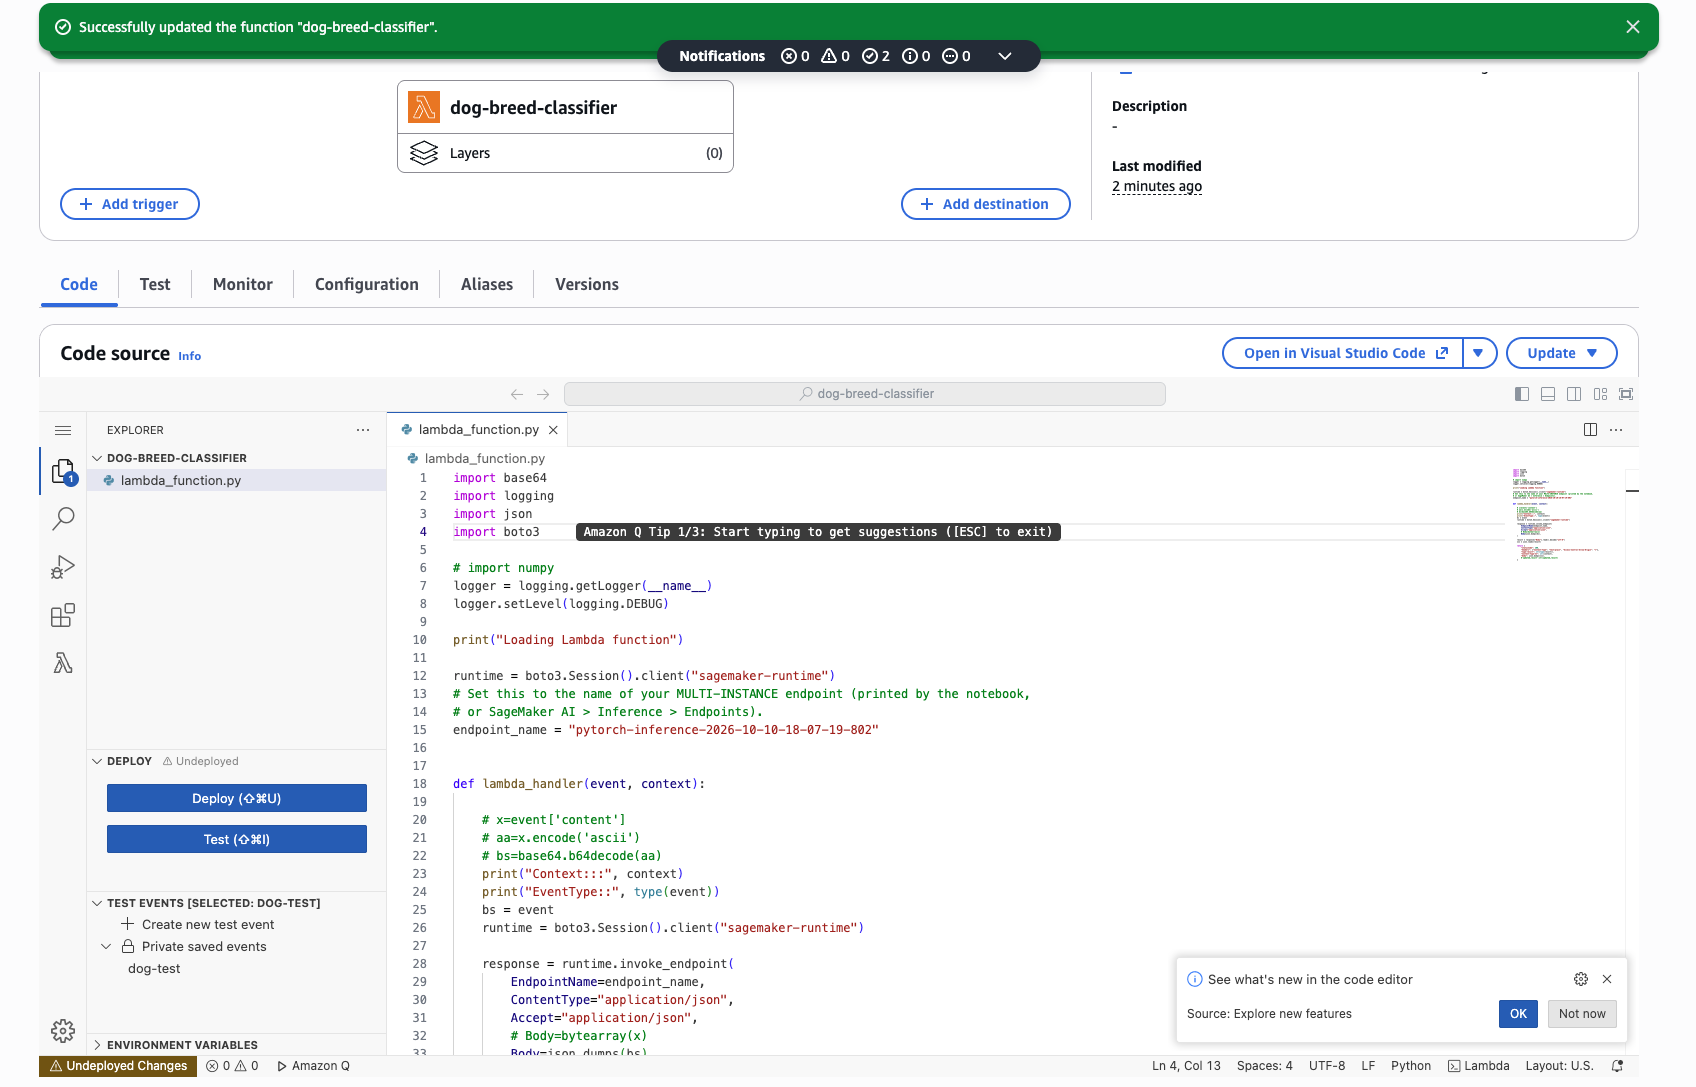 Successfully updated the function "dog-breed-classifier".
Notifications 0 0 2 0 0
dog-breed-classifier
Layers (0)
Add trigger
Add destination
Description
-
Last modified
2 minutes ago
Code
Test
Monitor
Configuration
Aliases
Versions
Code source Info
Open in Visual Studio Code
Update
dog-breed-classifier
EXPLORER
DOG-BREED-CLASSIFIER
1
lambda_function.py
DEPLOY Undeployed
Deploy (⇧⌘U)
Test (⇧⌘I)
TEST EVENTS [SELECTED: DOG-TEST]
Create new test event
Private saved events
dog-test
ENVIRONMENT VARIABLES
lambda_function.py
lambda_function.py
1 import base64
2 import logging
3 import json
4 import boto3 Amazon Q Tip 1/3: Start typing to get suggestions ([ESC] to exit)
5
6 # import numpy
7 logger = logging.getLogger(__name__)
8 logger.setLevel(logging.DEBUG)
9
10 print("Loading Lambda function")
11
12 runtime = boto3.Session().client("sagemaker-runtime")
13 # Set this to the name of your MULTI-INSTANCE endpoint (printed by the notebook,
14 # or SageMaker AI > Inference > Endpoints).
15 endpoint_name = "pytorch-inference-2026-10-10-18-07-19-802"
16
17
18 def lambda_handler(event, context):
19
20 # x=event['content']
21 # aa=x.encode('ascii')
22 # bs=base64.b64decode(aa)
23 print("Context:::", context)
24 print("EventType::", type(event))
25 bs = event
26 runtime = boto3.Session().client("sagemaker-runtime")
27
28 response = runtime.invoke_endpoint(
29 EndpointName=endpoint_name,
30 ContentType="application/json",
31 Accept="application/json",
32 # Body=bytearray(x)
33 Body=json.dumps(bs)
See what's new in the code editor
Source: Explore new features
OK
Not now
Undeployed Changes 0 0 Amazon Q
Ln 4, Col 13 Spaces: 4 UTF-8 LF Python Lambda Layout: U.S.